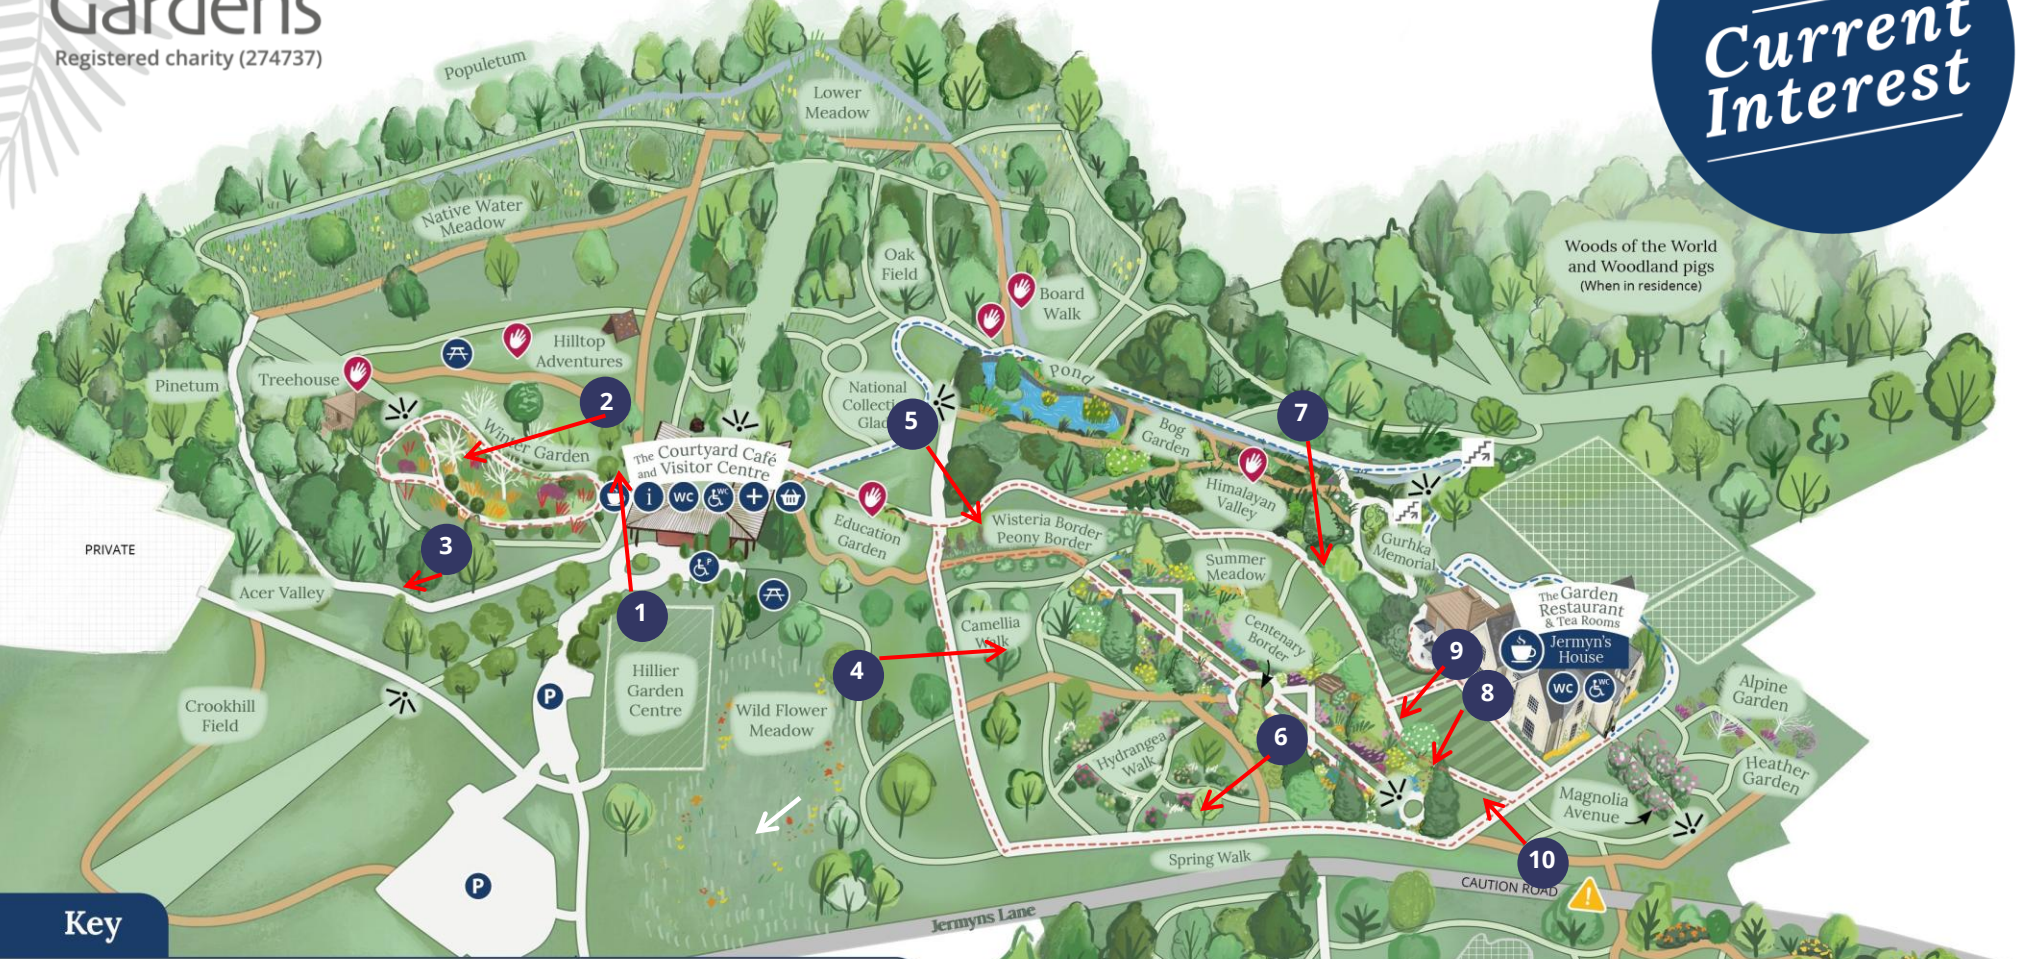 Gardens
Registered charity (274737)
Current
Interest
Populetum
Lower
Meadow
Native Water
Meadow
Oak
Field
Board
Walk
Woods of the World
and Woodland pigs
(When in residence)
Hilltop
Adventures
Treehouse
Pinetum
National
Pond
2
5
7
Winter Garden
The Courtyard Café
and Visitor Centre
i
WC
WC
Bog
Garden
Himalayan
Valley
Education
Garden
Wisteria Border
Peony Border
Gurhka
Memorial
PRIVATE
3
Acer Valley
P
1
Summer
Meadow
The Garden
Restaurant
& Tea Rooms
Jermyn's
House
WC
WC
Camellia
Walk
Centenary
Border
4
9
8
Hillier
Garden
Centre
P
Crookhill
Field
Wild Flower
Meadow
Alpine
Garden
6
Hydrangea
Walk
Heather
Garden
Magnolia
Avenue
10
Spring Walk
CAUTION ROAD
!
P
Jermyns Lane
Key